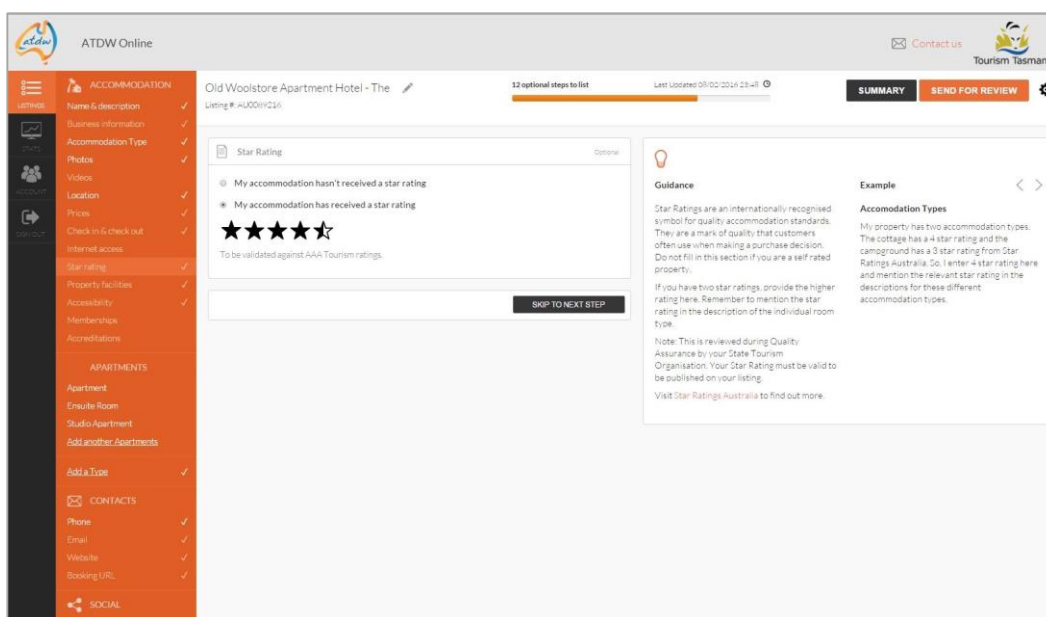 atdw
ATDW Online
Contact us
Tourism Tasman
LISTINGS
STATS
ACCOUNT
SIGN OUT
ACCOMMODATION
Name & description
Business information
Accommodation Type
Photos
Videos
Location
Prices
Check in & check out
Internet access
Star rating
Property facilities
Accessibility
Memberships
Accreditations
APARTMENTS
Apartment
Ensuite Room
Studio Apartment
Add another Apartments
Add a Type
CONTACTS
Phone
Email
Website
Booking URL
SOCIAL
Old Woolstore Apartment Hotel - The
Listing #: AU0069216
12 optional steps to list
Last Updated 08/02/2016 23:48
SUMMARY
SEND FOR REVIEW
Star Rating
Optional
My accommodation hasn't received a star rating
My accommodation has received a star rating
To be validated against AAA Tourism ratings.
SKIP TO NEXT STEP
Guidance
Star Ratings are an internationally recognised
symbol for quality accommodation standards.
They are a mark of quality that customers
often use when making a purchase decision.
Do not fill in this section if you are a self rated
property.
If you have two star ratings, provide the higher
rating here. Remember to mention the star
rating in the description of the individual room
type.
Note: This is reviewed during Quality
Assurance by your State Tourism
Organisation. Your Star Rating must be valid to
be published on your listing.
Visit Star Ratings Australia to find out more.
Example
Accomodation Types
My property has two accommodation types.
The cottage has a 4 star rating and the
campground has a 3 star rating from Star
Ratings Australia. So, I enter 4 star rating here
and mention the relevant star rating in the
descriptions for these different
accommodation types.